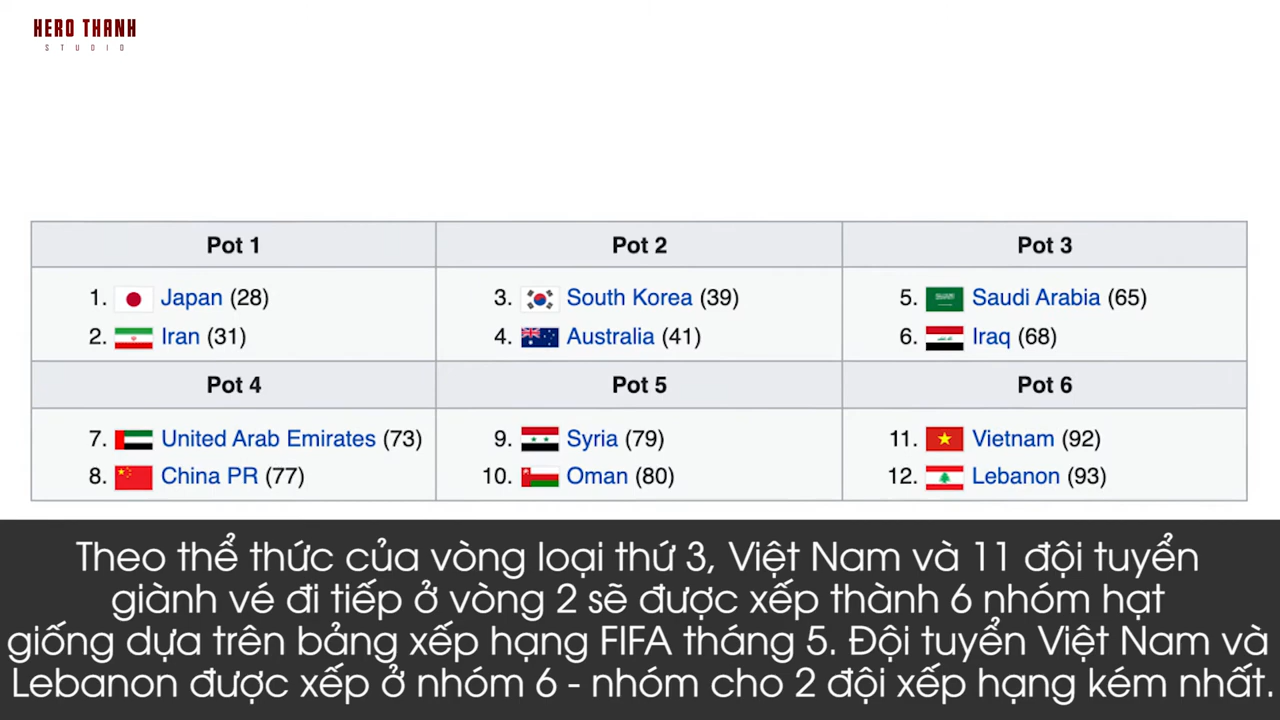 HERO THANH
STUDIO
Pot 1
Pot 2
Pot 3
1. Japan (28)
2. Iran (31)
3. South Korea (39)
4. Australia (41)
5. Saudi Arabia (65)
6. Iraq (68)
Pot 4
Pot 5
Pot 6
7. United Arab Emirates (73)
8. China PR (77)
9. Syria (79)
10. Oman (80)
11. Vietnam (92)
12. Lebanon (93)
Theo thể thức của vòng loại thứ 3, Việt Nam và 11 đội tuyển
giành vé đi tiếp ở vòng 2 sẽ được xếp thành 6 nhóm hạt
giống dựa trên bảng xếp hạng FIFA tháng 5. Đội tuyển Việt Nam và
Lebanon được xếp ở nhóm 6 - nhóm cho 2 đội xếp hạng kém nhất.